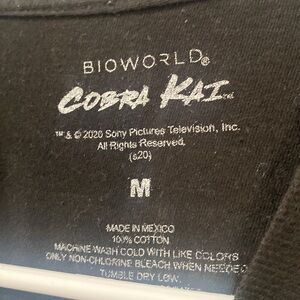 BIOWORLD®
COBRA KAI™
™ & © 2020 Sony Pictures Television, Inc.
All Rights Reserved.
(s20)
M
MADE IN MEXICO
100% COTTON
MACHINE WASH COLD WITH LIKE COLORS
ONLY NON-CHLORINE BLEACH WHEN NEEDED
TUMBLE DRY LOW